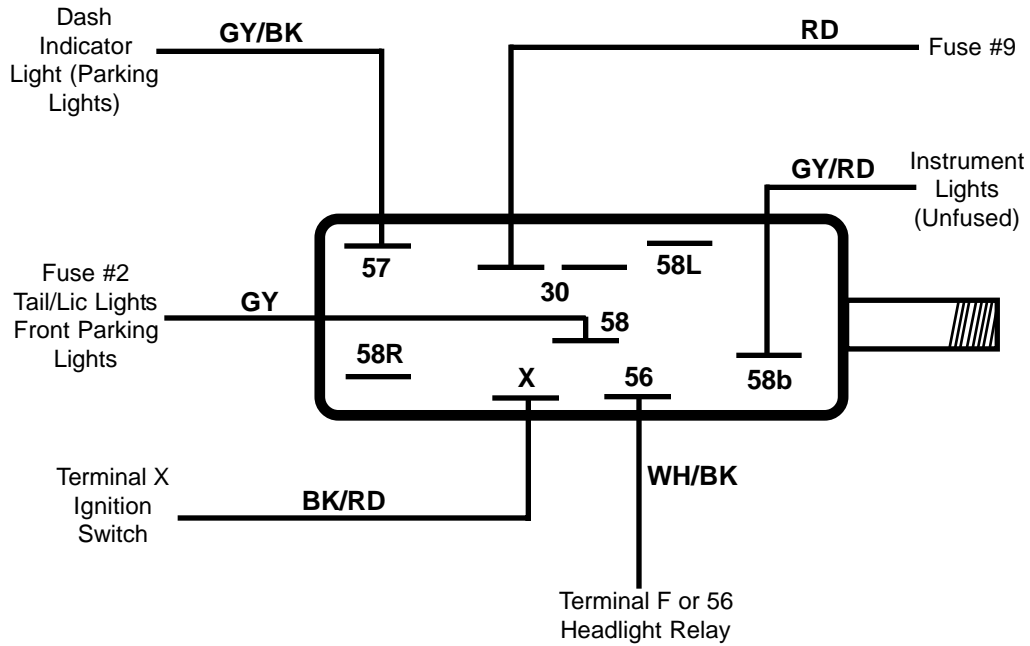 Dash
Indicator
Light (Parking
Lights)
GY/BK
RD
Fuse #9
GY/RD
Instrument
Lights
(Unfused)
57
30
58L
Fuse #2
Tail/Lic Lights
Front Parking
Lights
GY
58
58R
X
56
58b
Terminal X
Ignition
Switch
BK/RD
WH/BK
Terminal F or 56
Headlight Relay